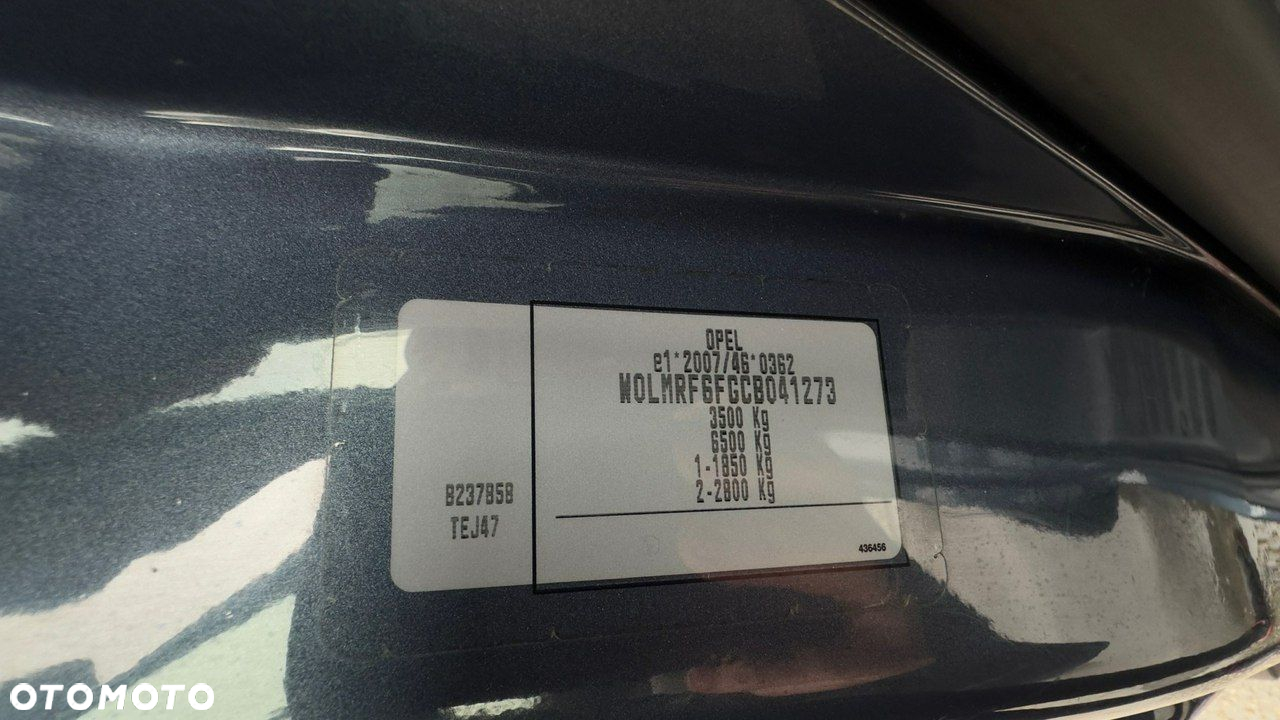 OPEL
e1*2007/46*0362
W0LMRF6FGCB041273
3500 Kg
6500 Kg
1-1850 Kg
2-2800 Kg
B237858
TEJ47
436456
OTOMOTO